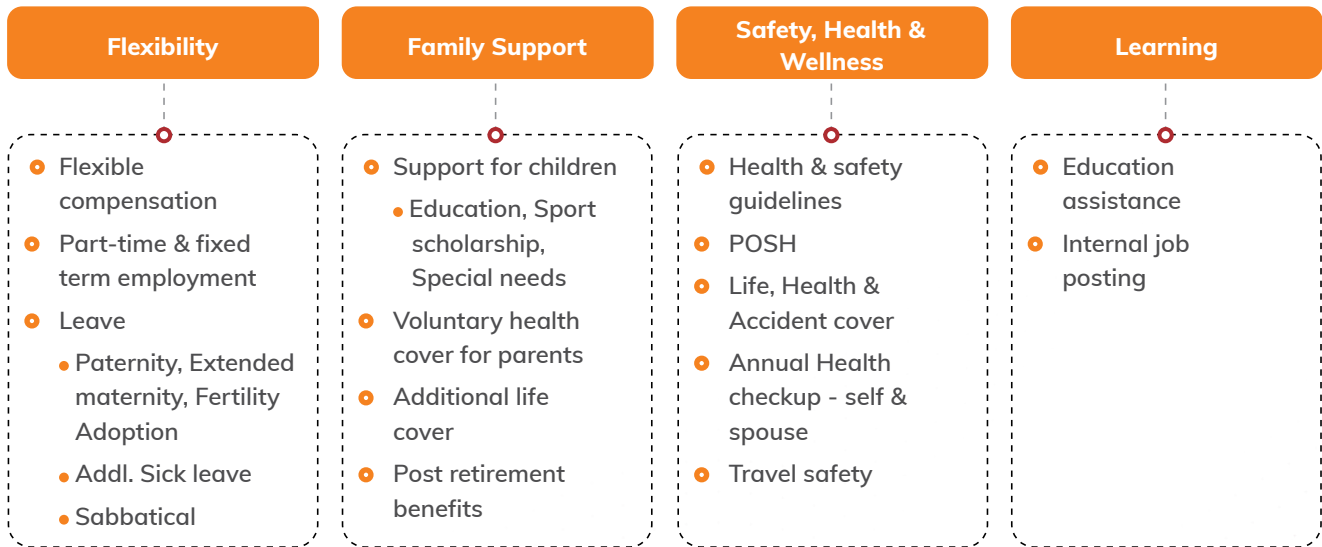 Flexibility
Flexible
compensation
Part-time & fixed
term employment
Leave
Paternity, Extended
maternity, Fertility
Adoption
Addl. Sick leave
Sabbatical
Family Support
Support for children
Education, Sport
scholarship,
Special needs
Voluntary health
cover for parents
Additional life
cover
Post retirement
benefits
Safety, Health &
Wellness
Health & safety
guidelines
POSH
Life, Health &
Accident cover
Annual Health
checkup - self &
spouse
Travel safety
Learning
Education
assistance
Internal job
posting